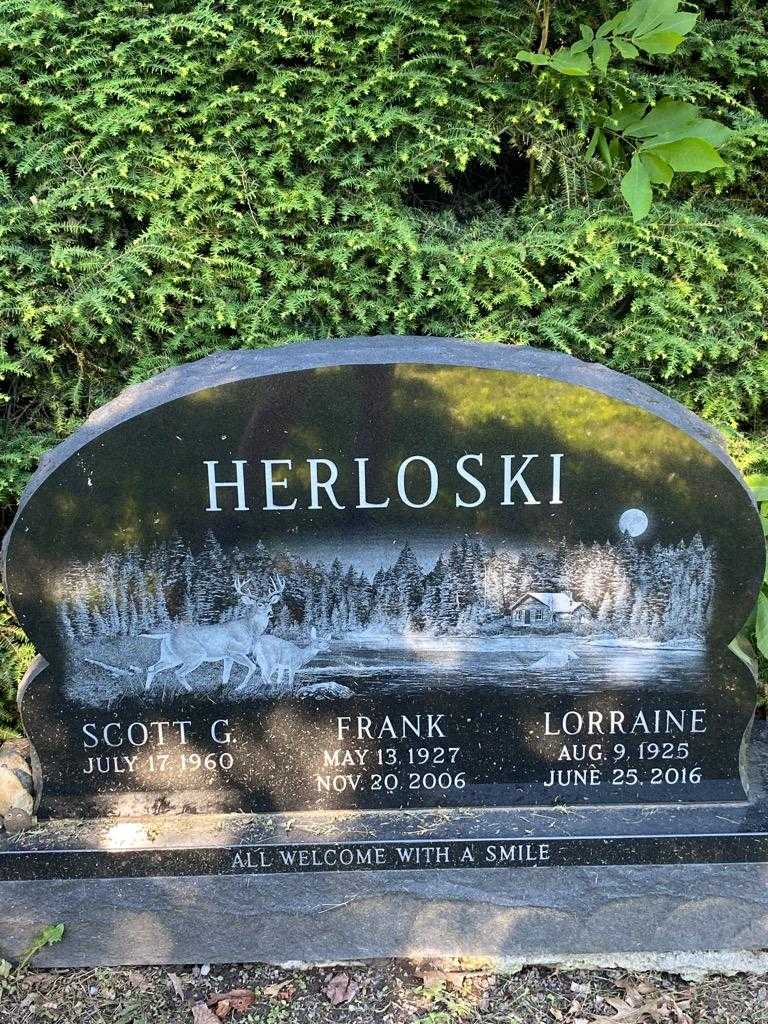 HERLOSKI
SCOTT G.
JULY 17, 1960
FRANK
MAY 13, 1927
NOV. 20, 2006
LORRAINE
AUG. 9, 1925
JUNE 25, 2016
ALL WELCOME WITH A SMILE